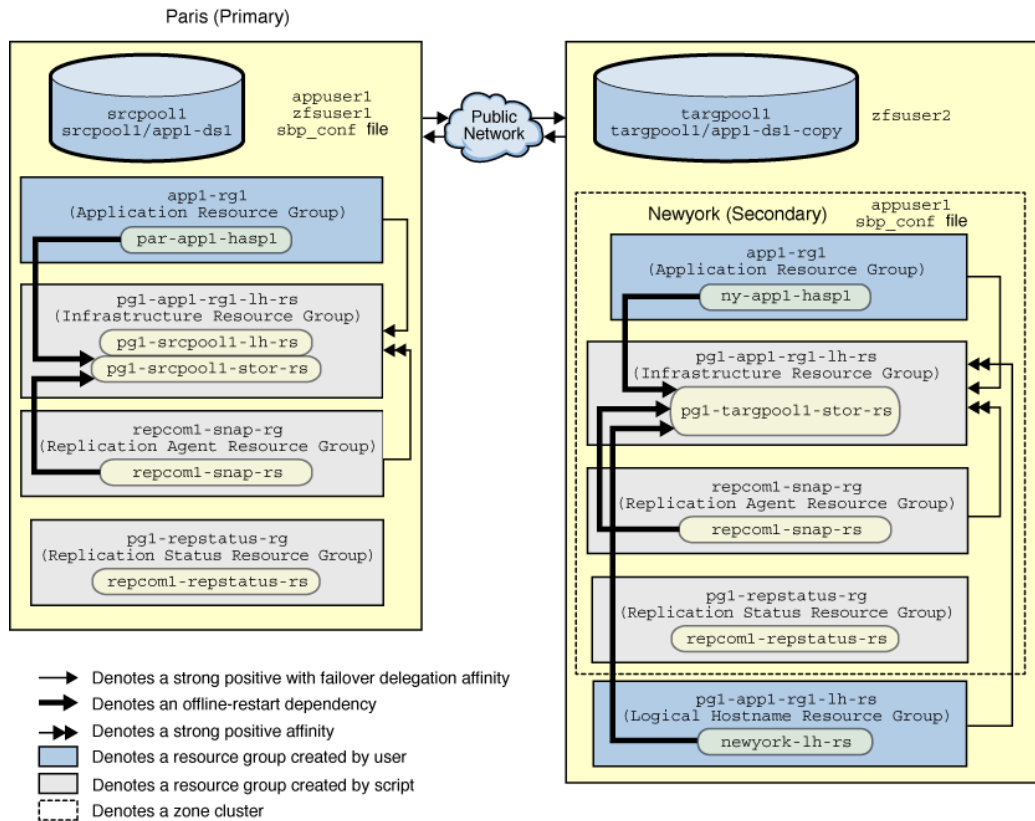 Paris (Primary)
srcpool1
srcpool1/app1-ds1
appuser1
zfsuser1
sbp_conf file
app1-rg1
(Application Resource Group)
par-app1-hasp1
pg1-app1-rg1-lh-rs
(Infrastructure Resource Group)
pg1-srcpool1-lh-rs
pg1-srcpool1-stor-rs
repcom1-snap-rg
(Replication Agent Resource Group)
repcom1-snap-rs
pg1-repstatus-rg
(Replication Status Resource Group)
repcom1-repstatus-rs
Public
Network
targpool1
targpool1/app1-ds1-copy
zfsuser2
Newyork (Secondary)
appuser1
sbp_conf file
app1-rg1
(Application Resource Group)
ny-app1-hasp1
pg1-app1-rg1-lh-rs
(Infrastructure Resource Group)
pg1-targpool1-stor-rs
repcom1-snap-rg
(Replication Agent Resource Group)
repcom1-snap-rs
pg1-repstatus-rg
(Replication Status Resource Group)
repcom1-repstatus-rs
pg1-app1-rg1-lh-rs
(Logical Hostname Resource Group)
newyork-lh-rs
Denotes a strong positive with failover delegation affinity
Denotes an offline-restart dependency
Denotes a strong positive affinity
Denotes a resource group created by user
Denotes a resource group created by script
Denotes a zone cluster